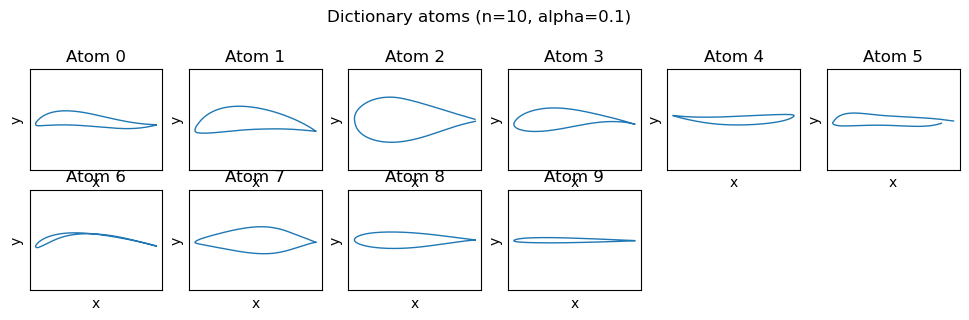 Dictionary atoms (n=10, alpha=0.1)
Atom 0
y
x
Atom 1
y
x
Atom 2
y
x
Atom 3
y
x
Atom 4
y
x
Atom 5
y
x
Atom 6
y
x
Atom 7
y
x
Atom 8
y
x
Atom 9
y
x